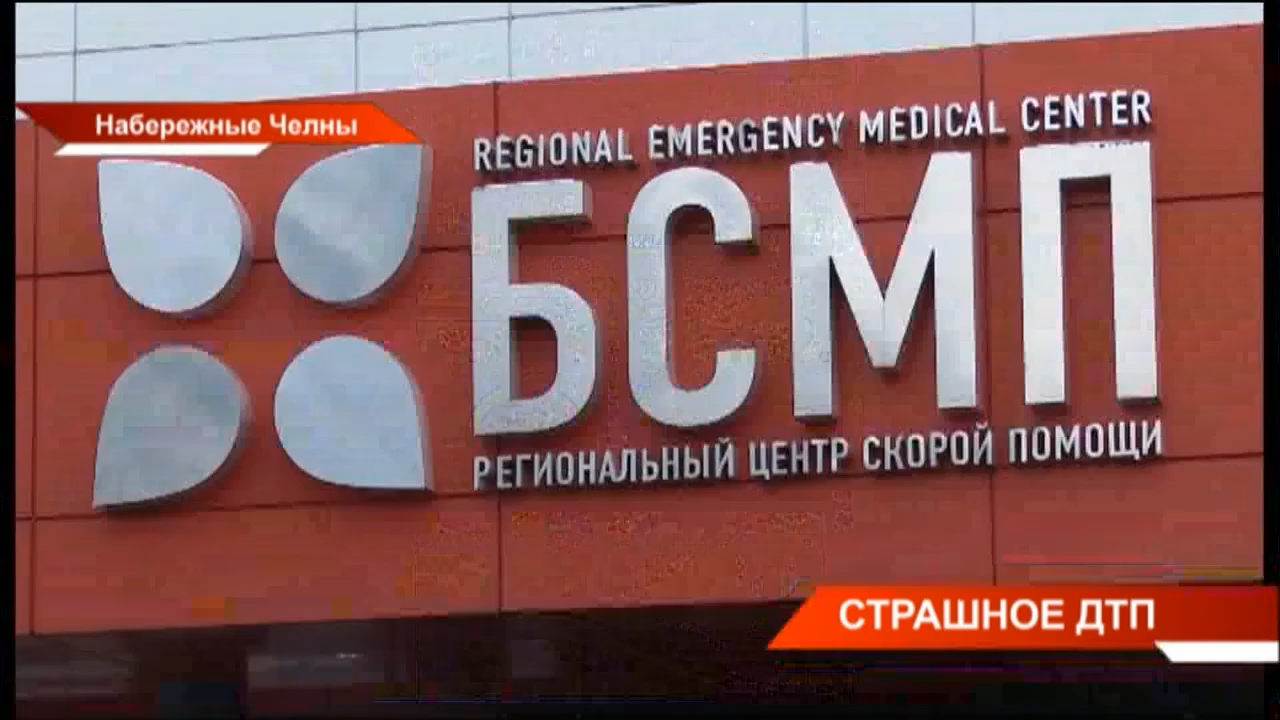 Набережные Челны
REGIONAL EMERGENCY MEDICAL CENTER
БСМП
РЕГИОНАЛЬНЫЙ ЦЕНТР СКОРОЙ ПОМОЩИ
СТРАШНОЕ ДТП